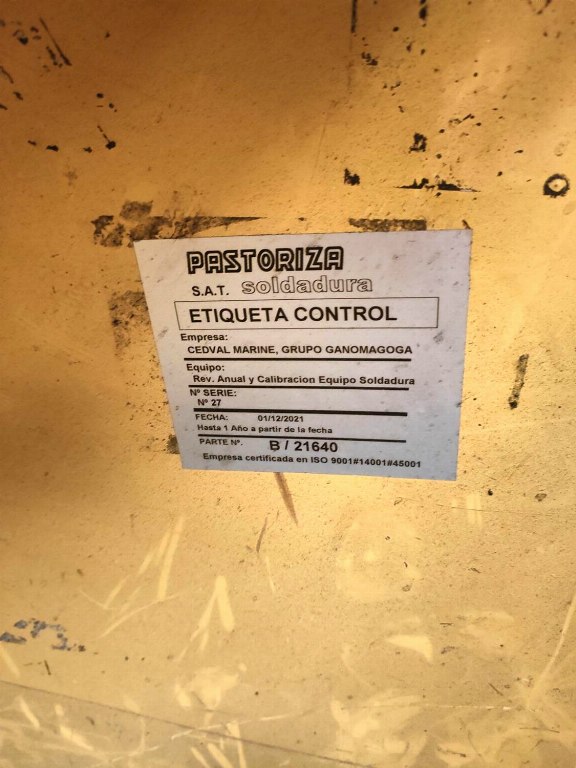 PASTORIZA
S.A.T. soldadura
ETIQUETA CONTROL
Empresa:
CEDVAL MARINE, GRUPO GANOMAGOGA
Equipo:
Rev. Anual y Calibracion Equipo Soldadura
Nº SERIE:
Nº 27
FECHA: 01/12/2021
Hasta 1 Año a partir de la fecha
PARTE Nº. B / 21640
Empresa certificada en ISO 9001#14001#45001